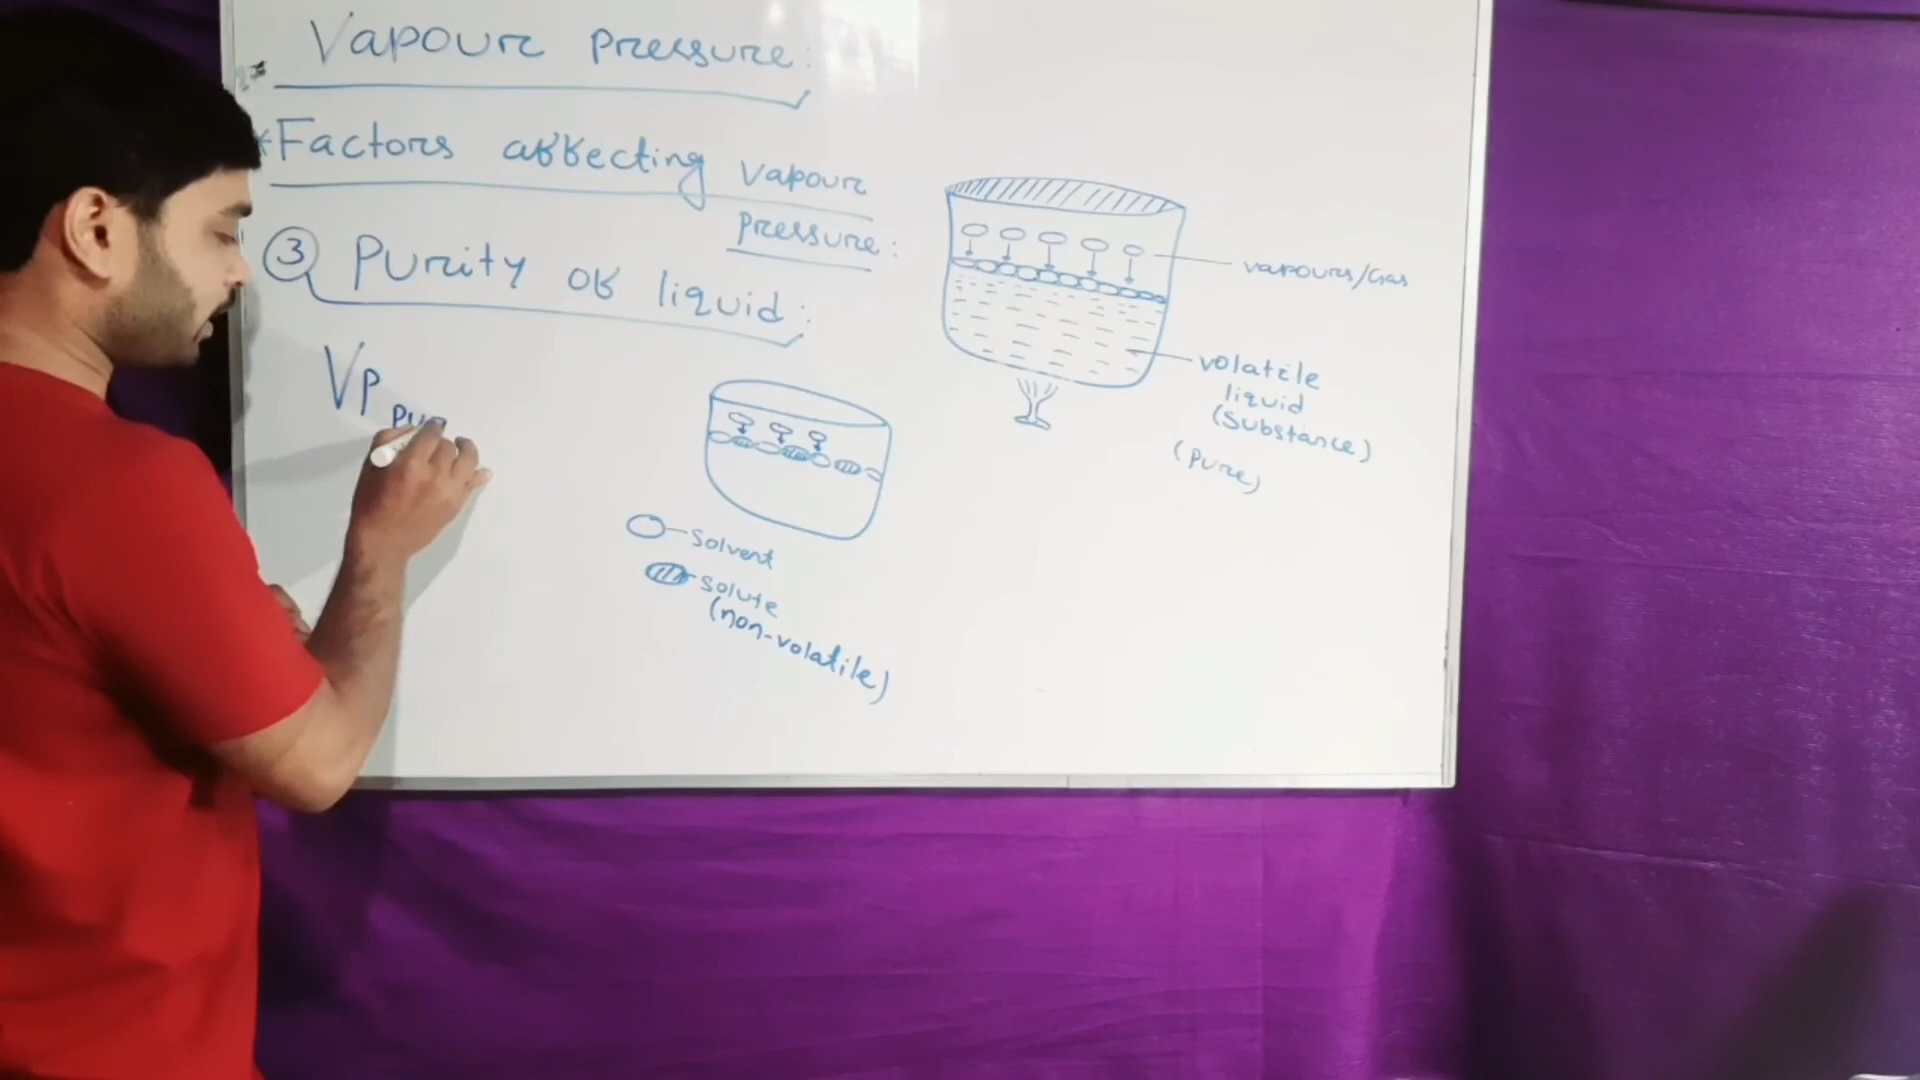 Vapour Pressure:
*Factors affecting Vapour
Pressure:
③ Purity of liquid:
VP pur
solvent
solute
(non-volatile)
vapours/Gas
volatile
liquid
(Substance)
(Pure)